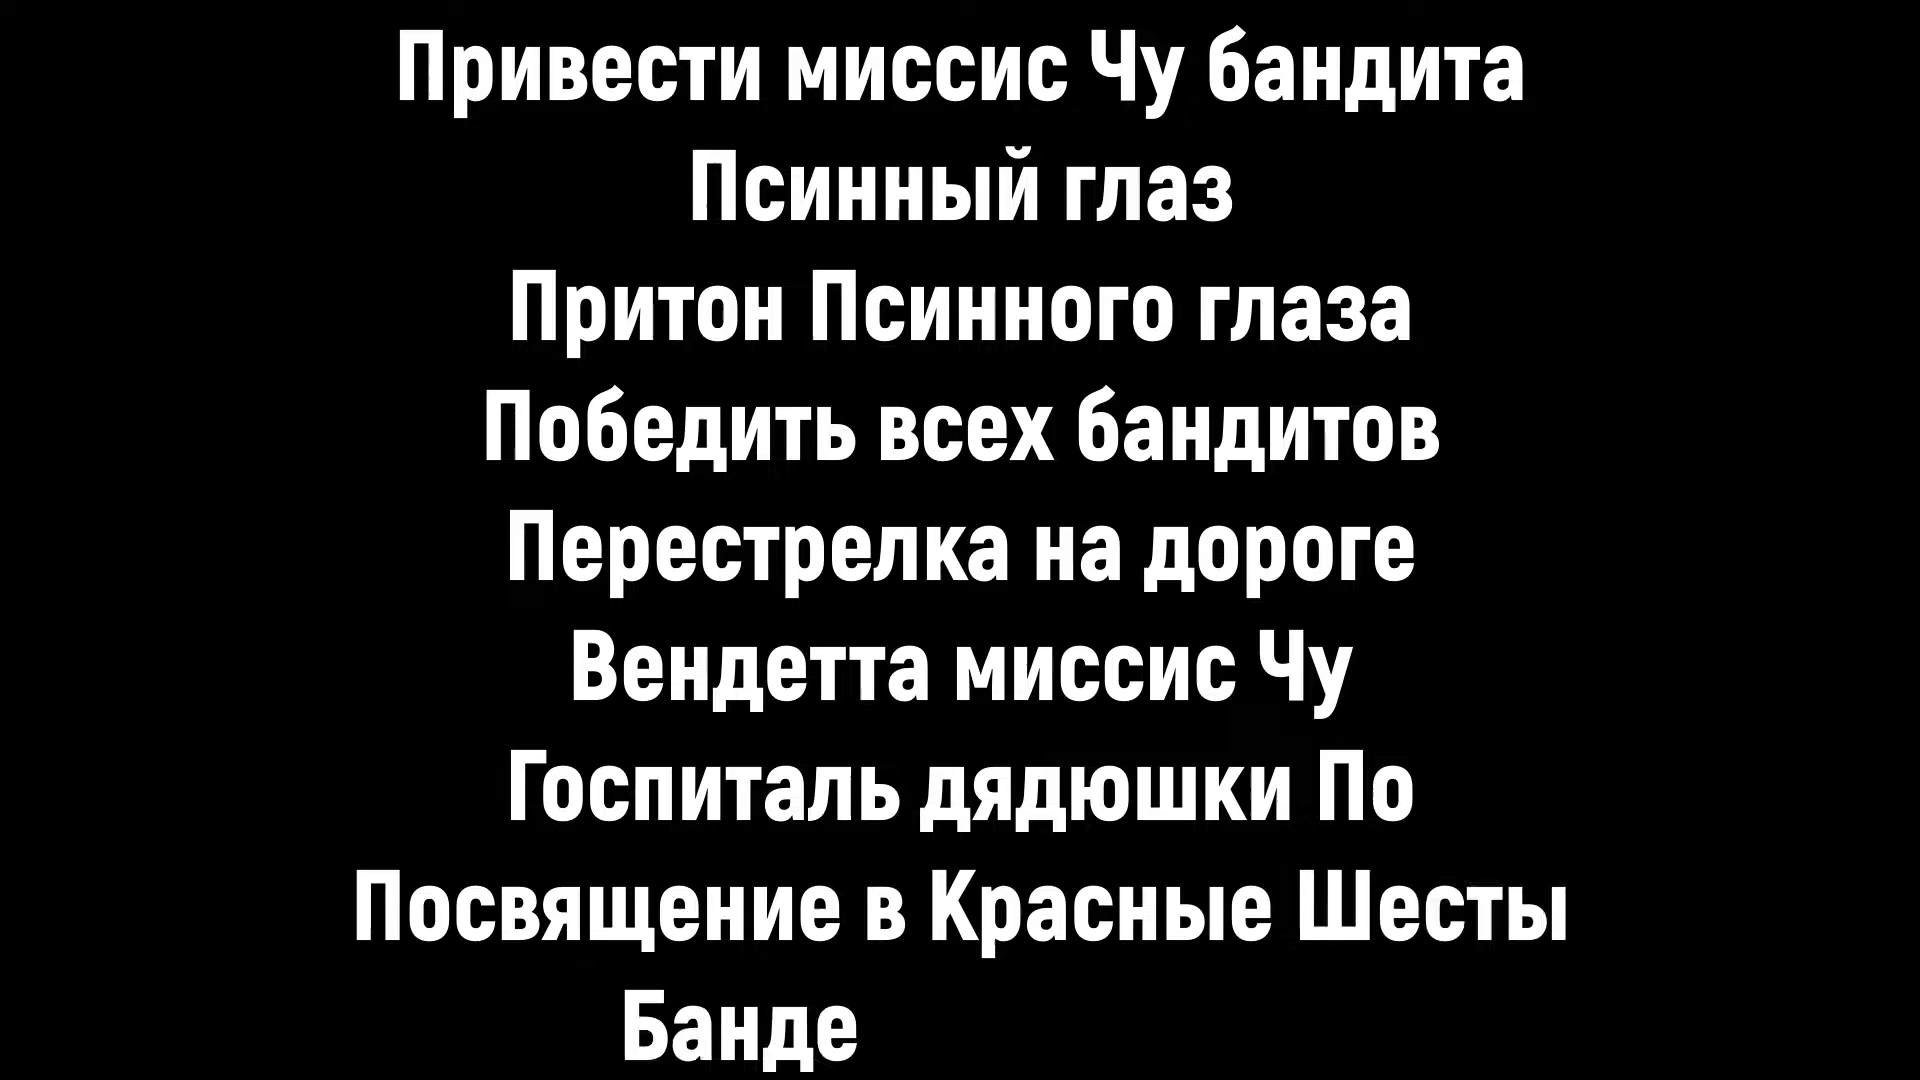 Привести миссис Чу бандита
Псинный глаз
Притон Псинного глаза
Победить всех бандитов
Перестрелка на дороге
Вендетта миссис Чу
Госпиталь дядюшки По
Посвящение в Красные Шесты
Банде